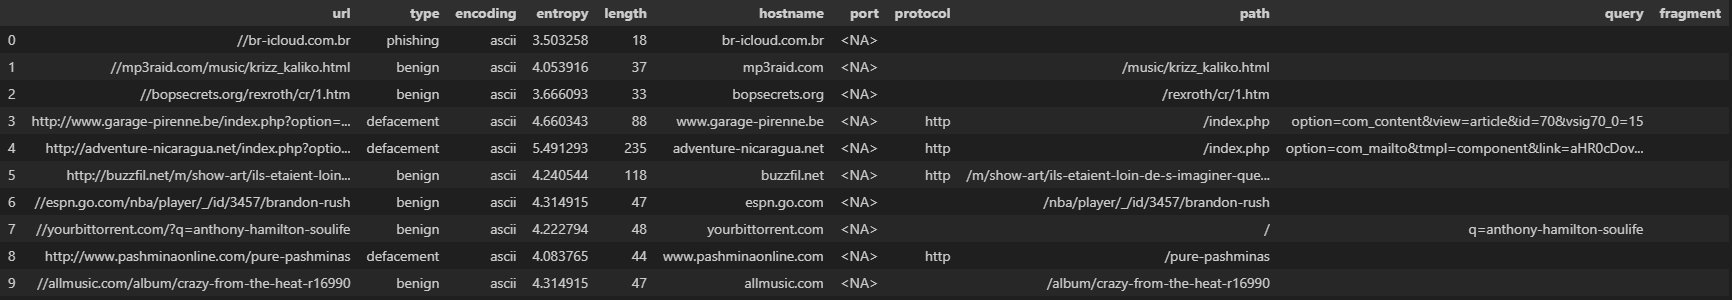 url type encoding entropy length hostname port protocol path query fragment
0 //br-icloud.com.br phishing ascii 3.503258 18 br-icloud.com.br <NA>
1 //mp3raid.com/music/krizz_kaliko.html benign ascii 4.053916 37 mp3raid.com <NA> /music/krizz_kaliko.html
2 //bopsecrets.org/rexroth/cr/1.htm benign ascii 3.666093 33 bopsecrets.org <NA> /rexroth/cr/1.htm
3 http://www.garage-pirenne.be/index.php?option=... defacement ascii 4.660343 88 www.garage-pirenne.be <NA> http /index.php option=com_content&view=article&id=70&vsig70_0=15
4 http://adventure-nicaragua.net/index.php?optio... defacement ascii 5.491293 235 adventure-nicaragua.net <NA> http /index.php option=com_mailto&tmpl=component&link=aHR0cDov...
5 http://buzzfil.net/m/show-art/ils-etaient-loin... benign ascii 4.240544 118 buzzfil.net <NA> http /m/show-art/ils-etaient-loin-de-s-imaginer-que...
6 //espn.go.com/nba/player/_/id/3457/brandon-rush benign ascii 4.314915 47 espn.go.com <NA> /nba/player/_/id/3457/brandon-rush
7 //yourbittorrent.com/?q=anthony-hamilton-soulife benign ascii 4.222794 48 yourbittorrent.com <NA> / q=anthony-hamilton-soulife
8 http://www.pashminaonline.com/pure-pashminas defacement ascii 4.083765 44 www.pashminaonline.com <NA> http /pure-pashminas
9 //allmusic.com/album/crazy-from-the-heat-r16990 benign ascii 4.314915 47 allmusic.com <NA> /album/crazy-from-the-heat-r16990